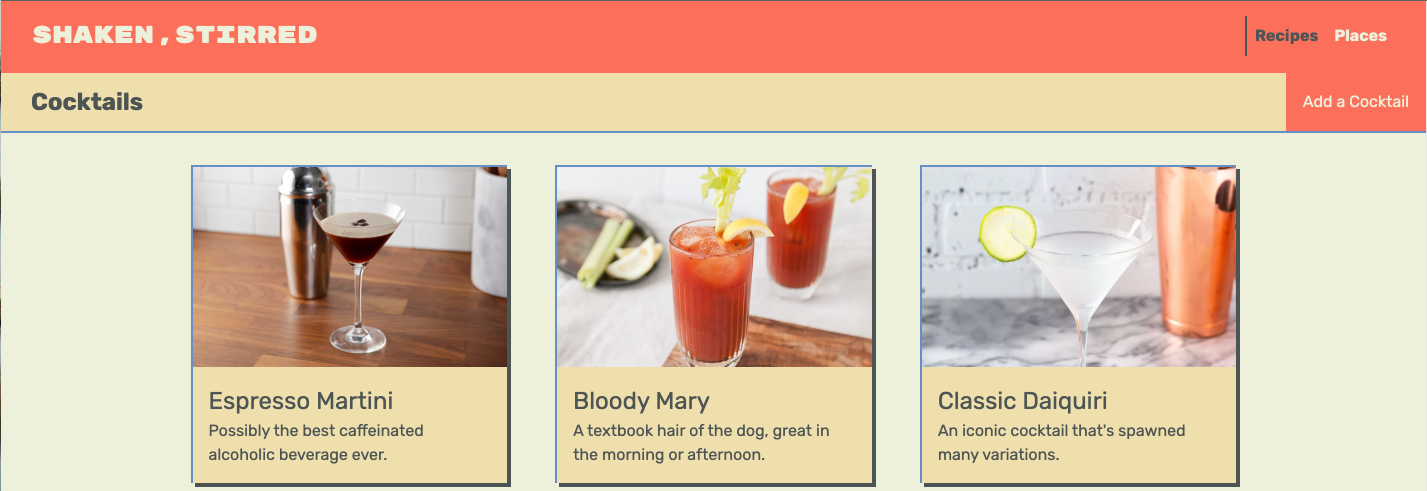 SHAKEN, STIRRED
Recipes Places
Cocktails
Add a Cocktail
Espresso Martini
Possibly the best caffeinated
alcoholic beverage ever.
Bloody Mary
A textbook hair of the dog, great in
the morning or afternoon.
Classic Daiquiri
An iconic cocktail that's spawned
many variations.